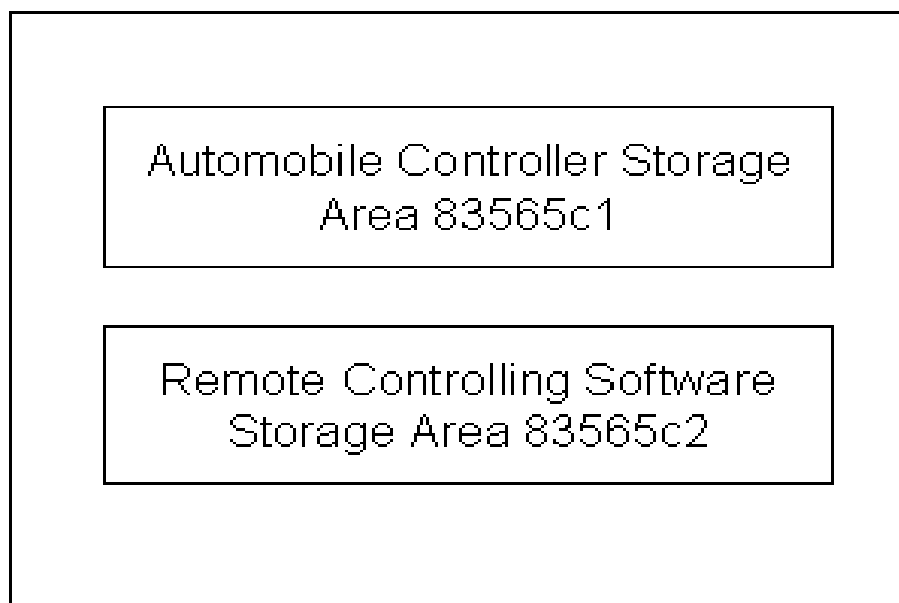 Automobile Controller Storage
Area 83565c1
Remote Controlling Software
Storage Area 83565c2